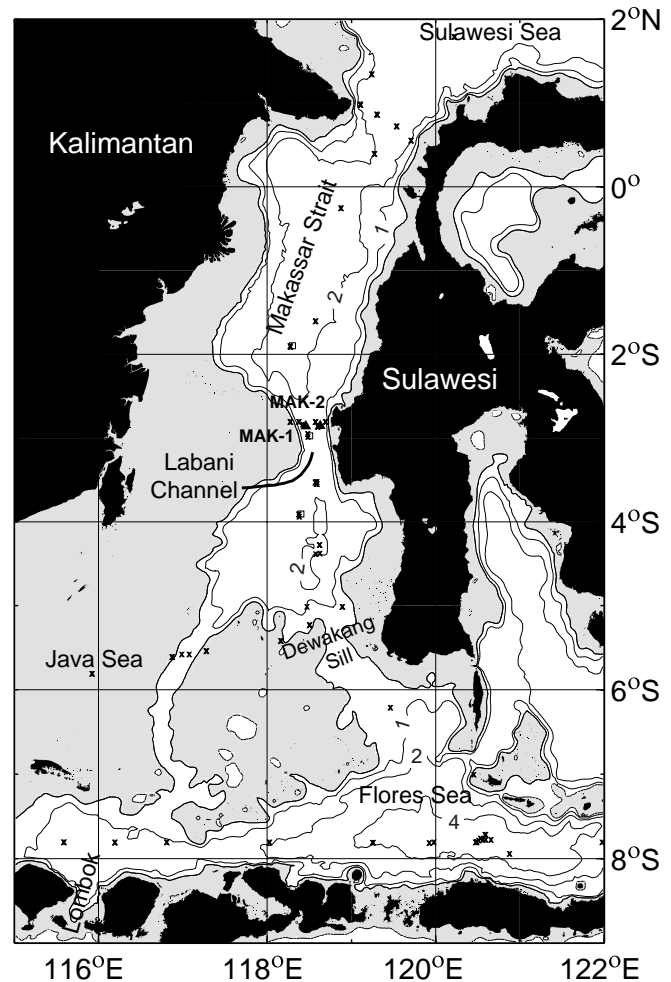 2°N
Sulawesi Sea
Kalimantan
0°
Makassar Strait
1
2
2°S
Sulawesi
MAK-2
MAK-1
Labani
Channel
4°S
2
Dewakang
Sill
Java Sea
6°S
1
2
Flores Sea
4
8°S
Lombok
116°E
118°E
120°E
122°E